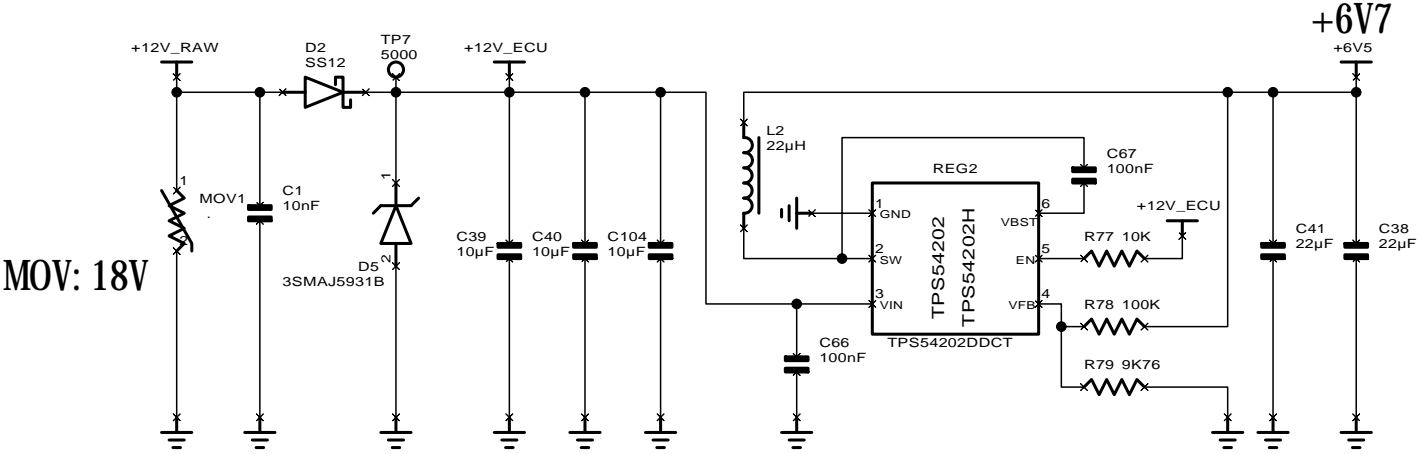 +6V7
+12V_RAW
D2
SS12
TP7
5000
+12V_ECU
+6V5
L2
22µH
C67
100nF
REG2
1
MOV1
2
C1
10nF
1
2
D5
3SMAJ5931B
MOV: 18V
C39
10µF
C40
10µF
C104
10µF
1
GND
2
SW
3
VIN
TPS54202
TPS54202H
6
VBST
5
EN
4
VFB
TPS54202DDCT
+12V_ECU
R77 10K
R78 100K
R79 9K76
C66
100nF
C41
22µF
C38
22µF